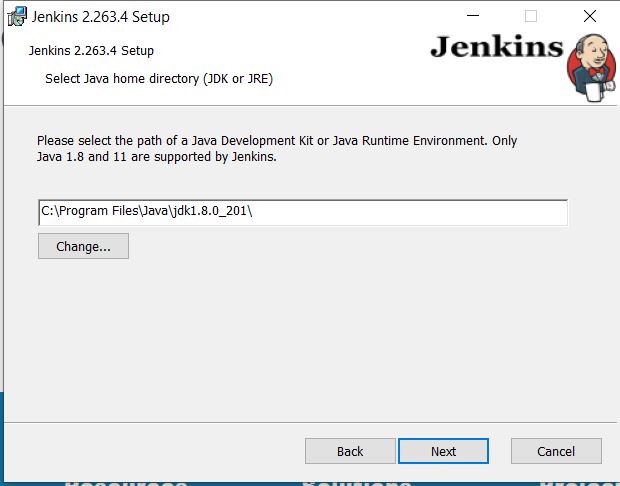 Jenkins 2.263.4 Setup
Jenkins 2.263.4 Setup
Jenkins
Select Java home directory (JDK or JRE)
Please select the path of a Java Development Kit or Java Runtime Environment. Only
Java 1.8 and 11 are supported by Jenkins.
C:\Program Files\Java\jdk1.8.0_201\
Change...
Back
Next
Cancel
Resources
Solutions